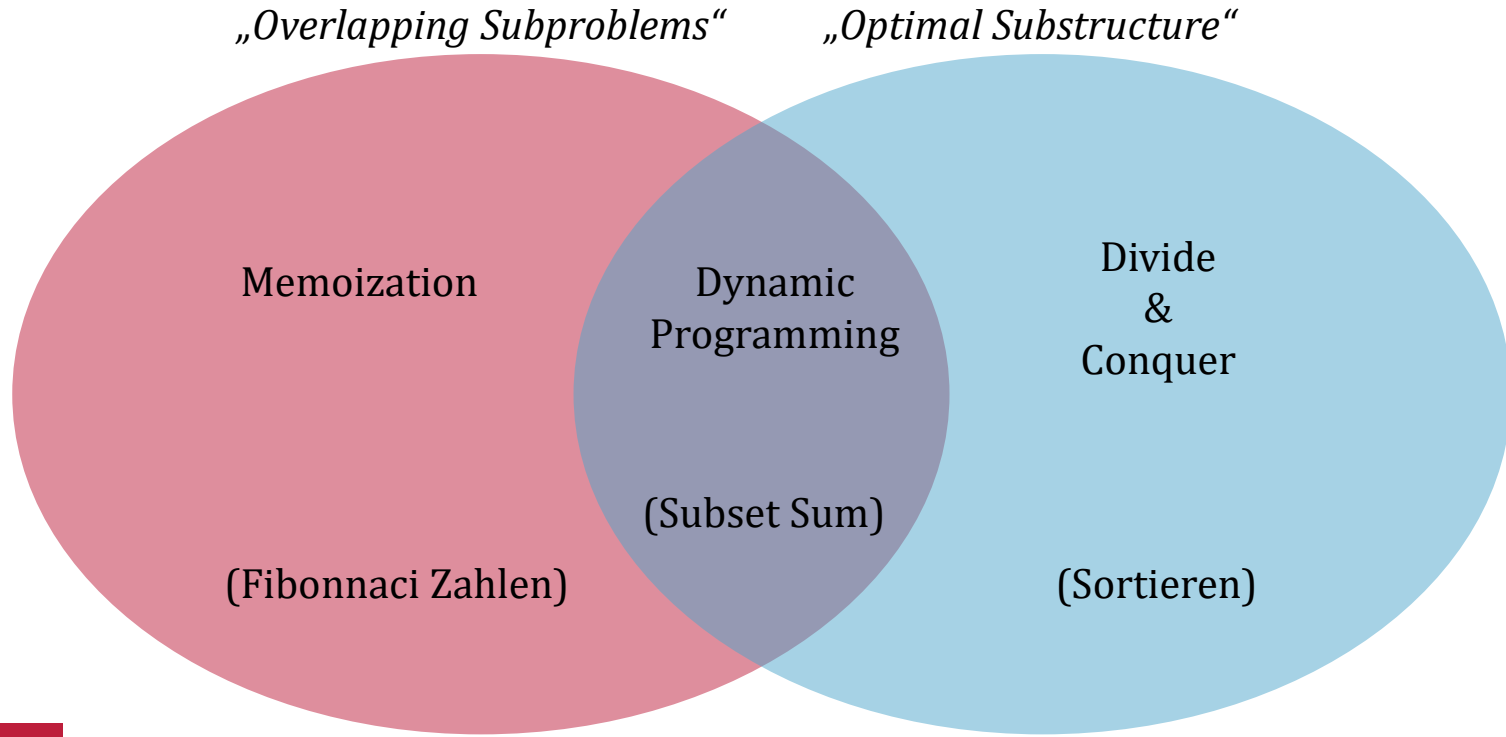 „Overlapping Subproblems“
„Optimal Substructure“
Memoization
(Fibonnaci Zahlen)
Dynamic
Programming
(Subset Sum)
Divide
&
Conquer
(Sortieren)